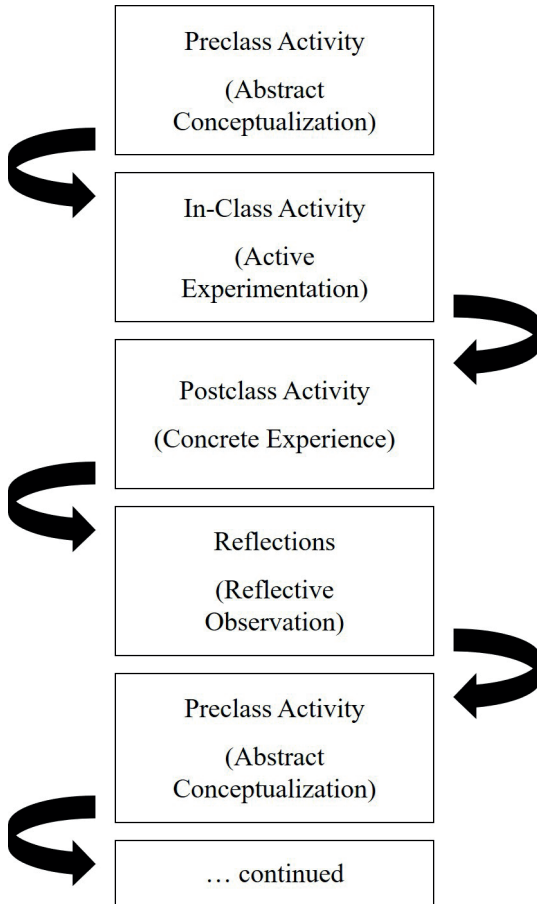 Preclass Activity
(Abstract
Conceptualization)
In-Class Activity
(Active
Experimentation)
Postclass Activity
(Concrete Experience)
Reflections
(Reflective
Observation)
Preclass Activity
(Abstract
Conceptualization)
… continued